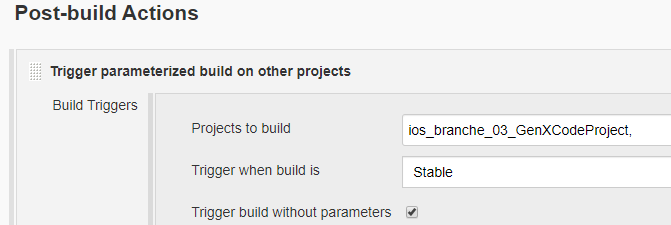 Post-build Actions
Trigger parameterized build on other projects
Build Triggers
Projects to build
ios_branche_03_GenXCodeProject,
Trigger when build is
Stable
Trigger build without parameters